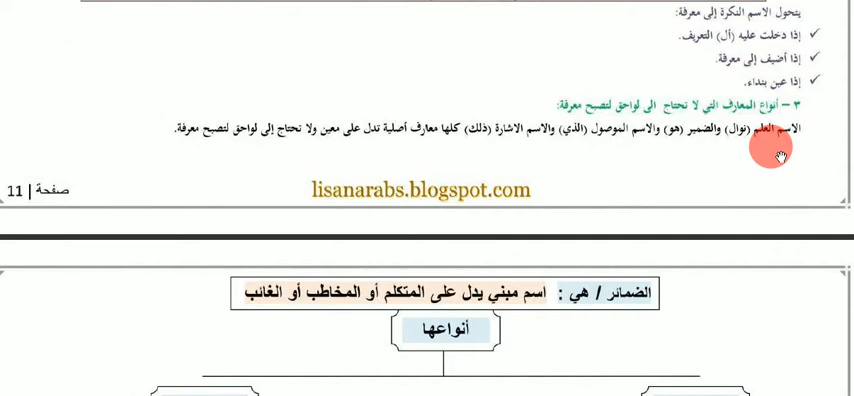 يتحول الاسم النكرة إلى معرفة:
✓ إذا دخلت عليه (أل) التعريف.
✓ إذا أضيف إلى معرفة.
✓ إذا عين بنداء.
٣ – أنواع المعارف التي لا تحتاج الى لواحق لتصبح معرفة:
الاسم العلم (نوال) والضمير (هو) والاسم الموصول (الذي) والاسم الاشارة (ذلك) كلها معارف أصلية تدل على معين ولا تحتاج إلى لواحق لتصبح معرفة.
lisanarabs.blogspot.com
صفحة | 11
الضمائر / هي : اسم مبني يدل على المتكلم أو المخاطب أو الغائب
أنواعها